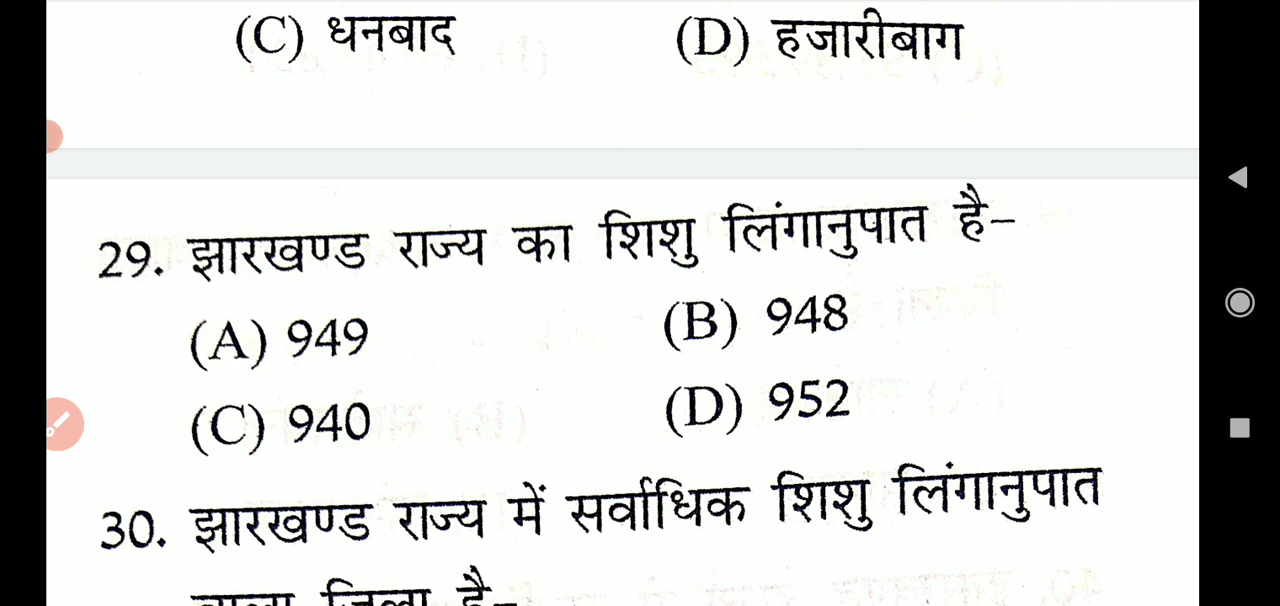 (C) धनबाद (D) हजारीबाग
29. झारखण्ड राज्य का शिशु लिंगानुपात है–
(A) 949 (B) 948
(C) 940 (D) 952
30. झारखण्ड राज्य में सर्वाधिक शिशु लिंगानुपात
वाला जिला है–